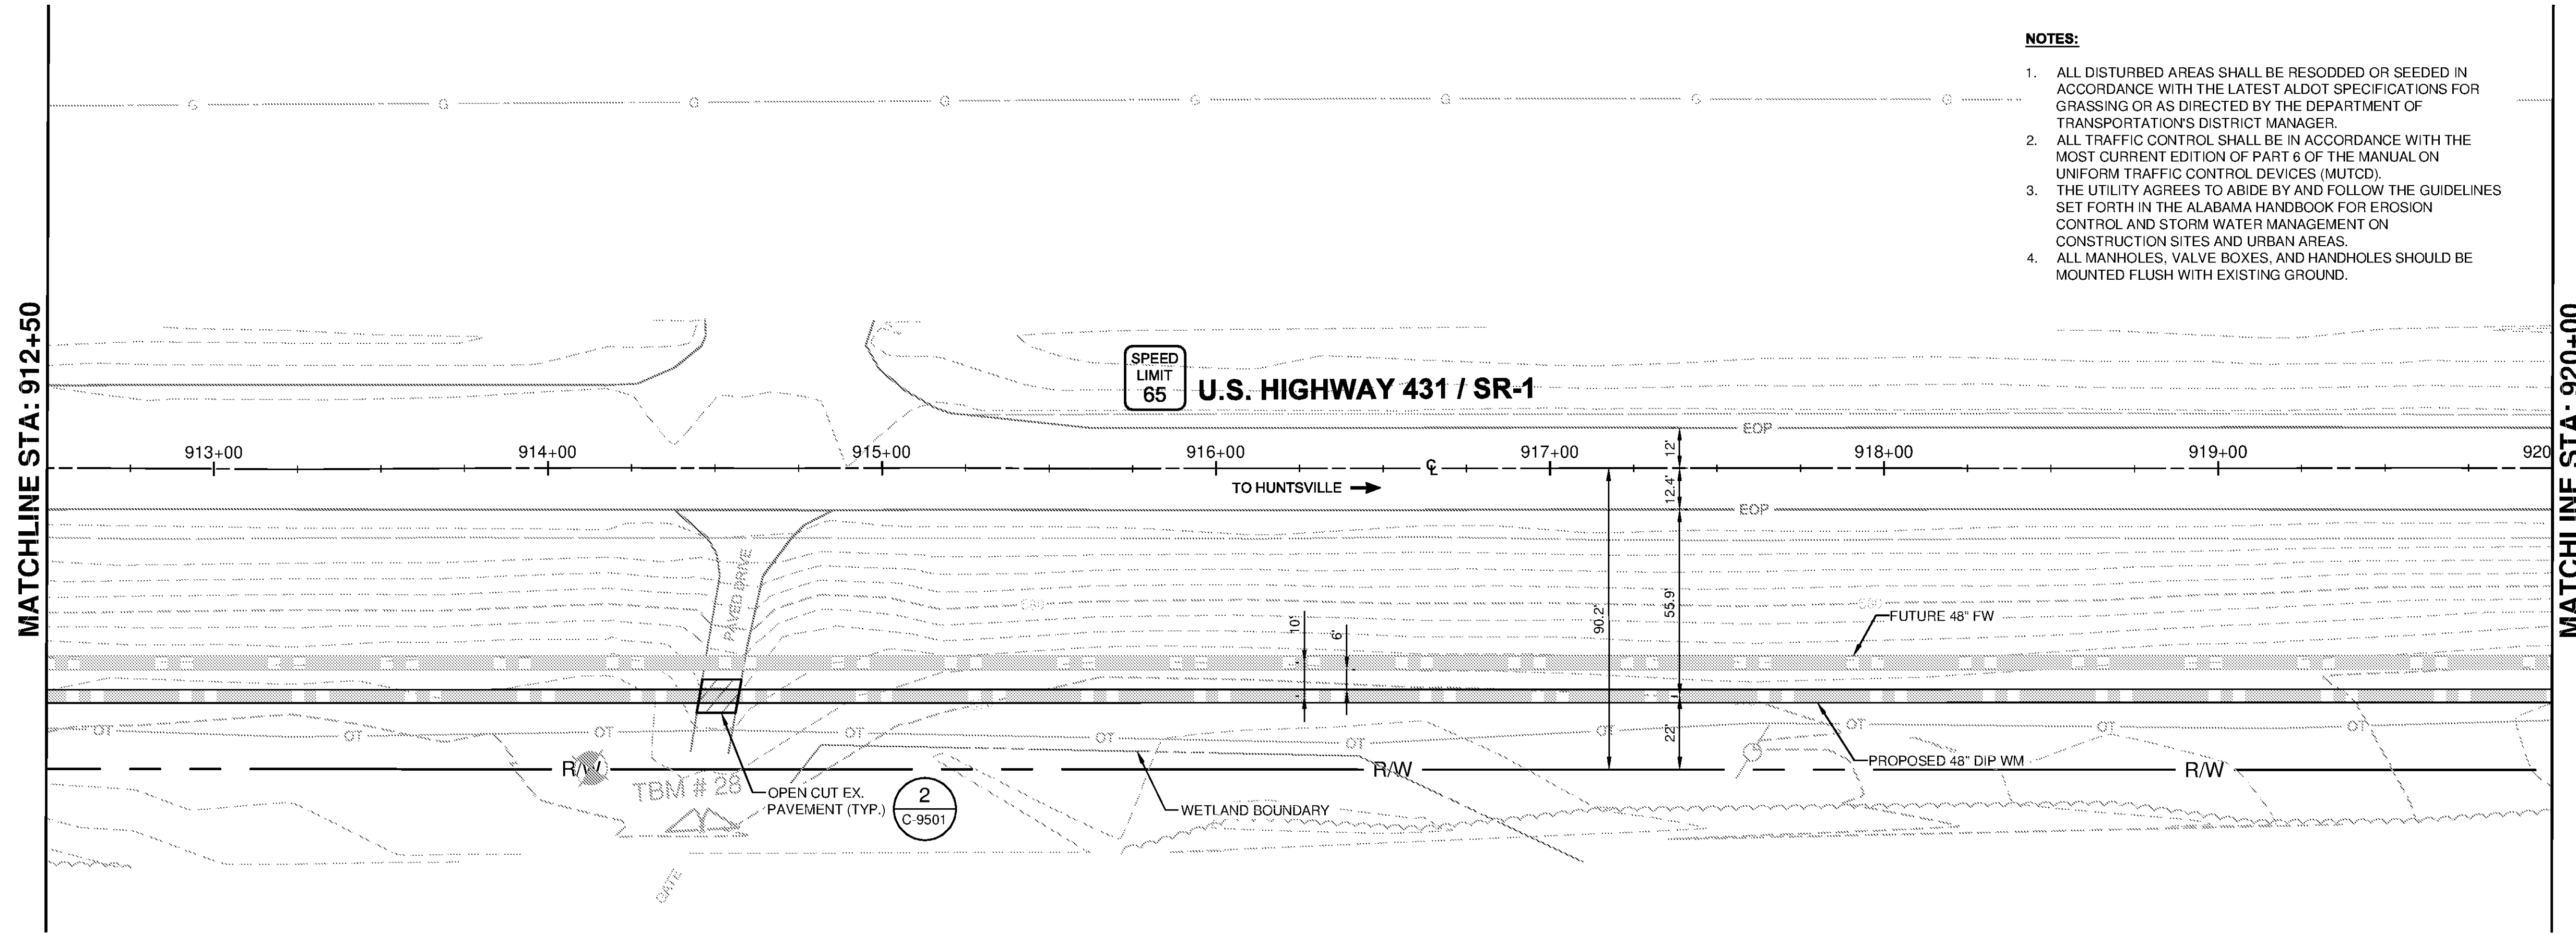 NOTES:
1. ALL DISTURBED AREAS SHALL BE RESODDED OR SEEDED IN
ACCORDANCE WITH THE LATEST ALDOT SPECIFICATIONS FOR
GRASSING OR AS DIRECTED BY THE DEPARTMENT OF
TRANSPORTATION'S DISTRICT MANAGER.
2. ALL TRAFFIC CONTROL SHALL BE IN ACCORDANCE WITH THE
MOST CURRENT EDITION OF PART 6 OF THE MANUAL ON
UNIFORM TRAFFIC CONTROL DEVICES (MUTCD).
3. THE UTILITY AGREES TO ABIDE BY AND FOLLOW THE GUIDELINES
SET FORTH IN THE ALABAMA HANDBOOK FOR EROSION
CONTROL AND STORM WATER MANAGEMENT ON
CONSTRUCTION SITES AND URBAN AREAS.
4. ALL MANHOLES, VALVE BOXES, AND HANDHOLES SHOULD BE
MOUNTED FLUSH WITH EXISTING GROUND.
G G G G G G G G
MATCHLINE STA: 912+50
MATCHLINE STA: 920+00
SPEED
LIMIT
65
U.S. HIGHWAY 431 / SR-1
EOP
913+00 914+00 915+00 916+00 917+00 918+00 919+00 920
12'
℄
TO HUNTSVILLE
12.4'
EOP
PAVED DRIVE
580 580
10'
6'
90.2'
55.9'
FUTURE 48" FW
22'
OT OT OT OT OT OT OT OT OT OT
PROPOSED 48" DIP WM
R/W R/W R/W
TBM # 28
OPEN CUT EX.
PAVEMENT (TYP.)
2
C-9501
WETLAND BOUNDARY
GATE